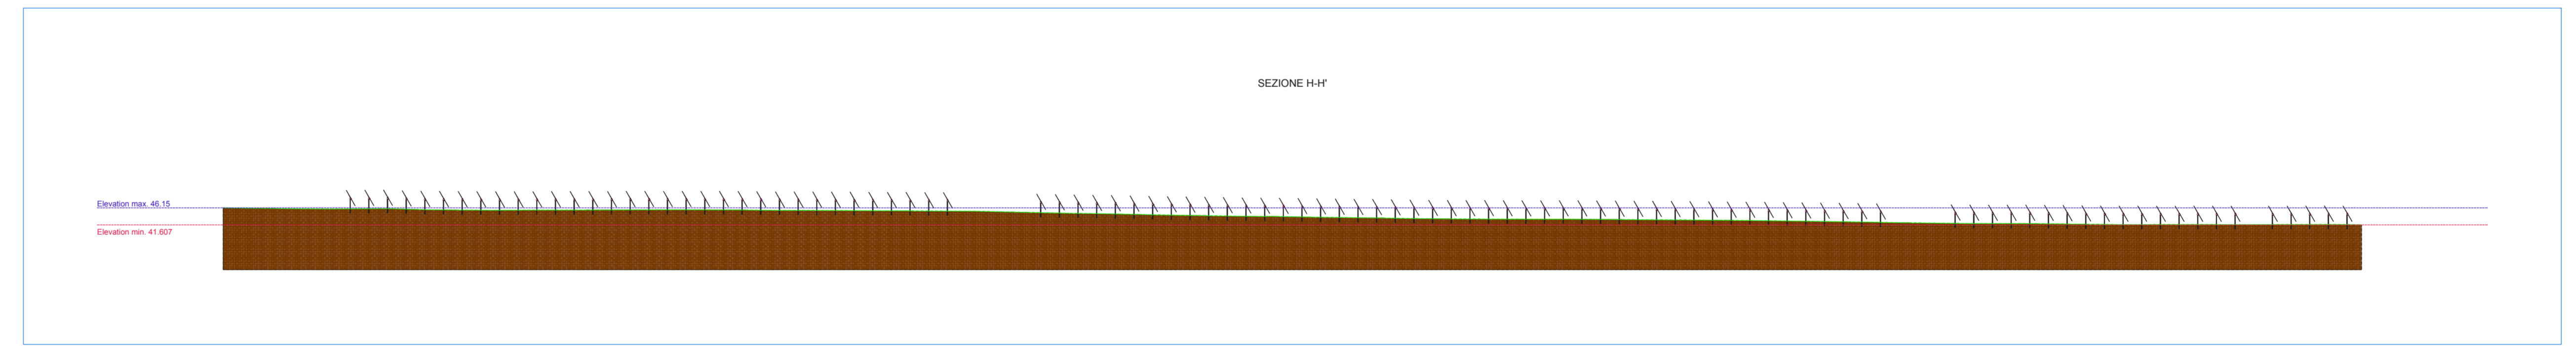 SEZIONE H-H'
Elevation max. 46.15
Elevation min. 41.607